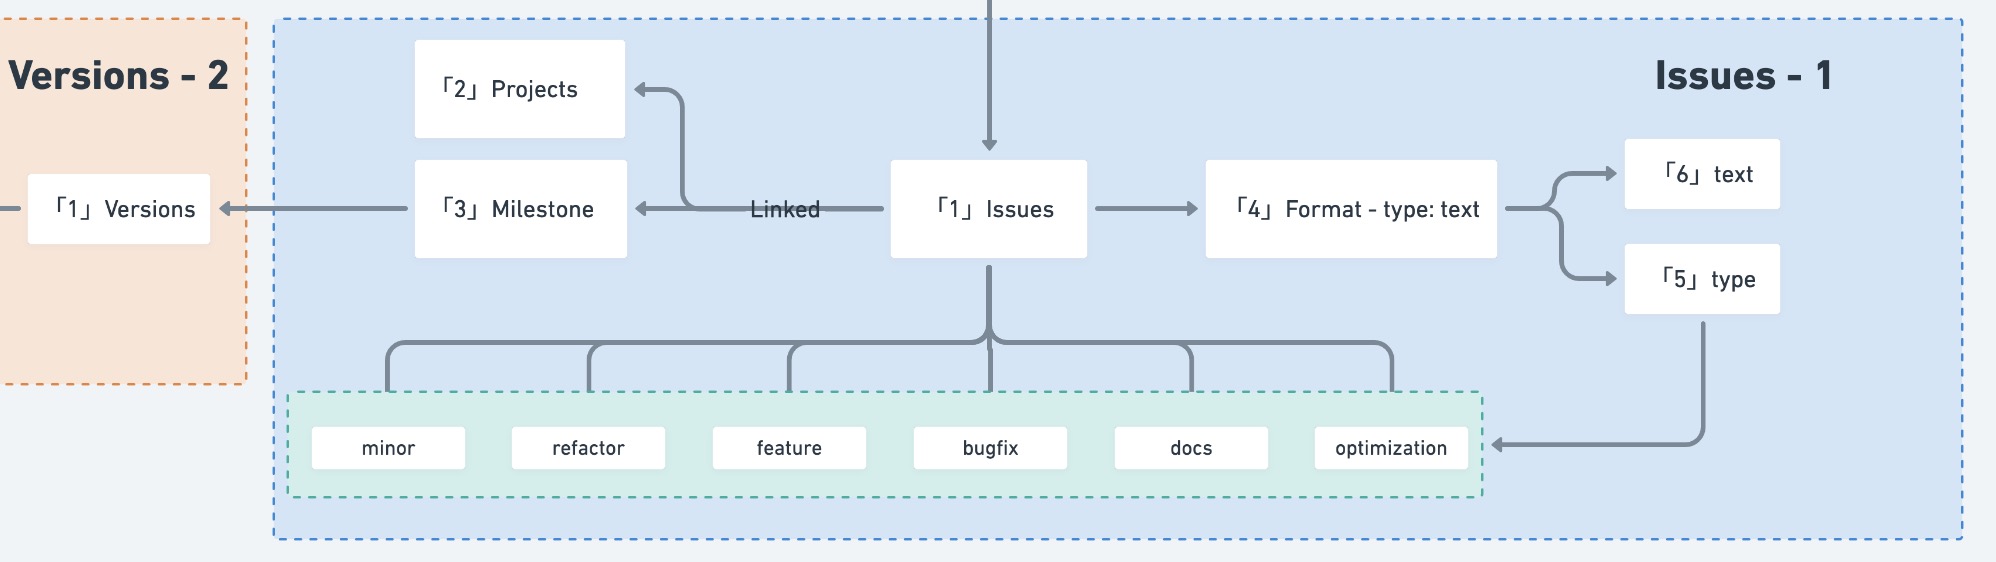 Versions - 2
「1」 Versions
Issues - 1
「2」 Projects
「3」 Milestone
Linked
「1」 Issues
「4」 Format - type: text
「6」 text
「5」 type
minor
refactor
feature
bugfix
docs
optimization